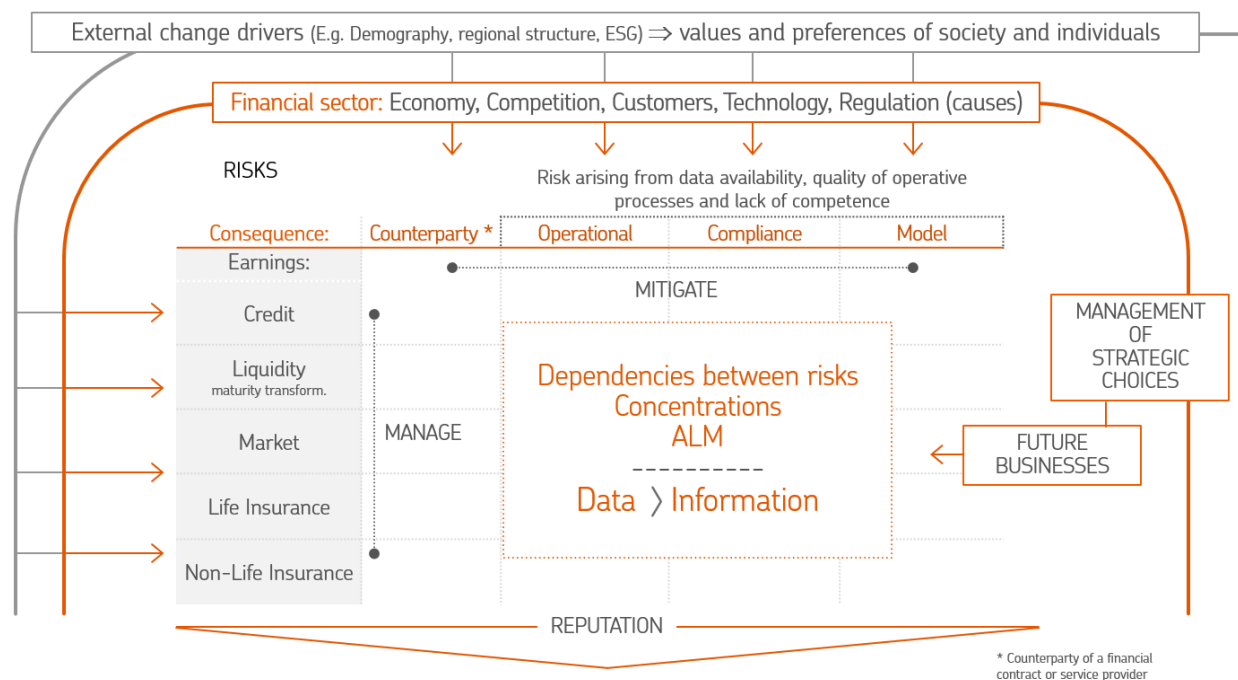 External change drivers (E.g. Demography, regional structure, ESG) ⇒ values and preferences of society and individuals
Financial sector: Economy, Competition, Customers, Technology, Regulation (causes)
RISKS
Risk arising from data availability, quality of operative
processes and lack of competence
Consequence: Counterparty * Operational Compliance Model
Earnings:
MITIGATE
Credit
Liquidity
maturity transform.
Market
Life Insurance
Non-Life Insurance
MANAGE
Dependencies between risks
Concentrations
ALM
Data 〉 Information
MANAGEMENT
OF
STRATEGIC
CHOICES
FUTURE
BUSINESSES
REPUTATION
* Counterparty of a financial
contract or service provider